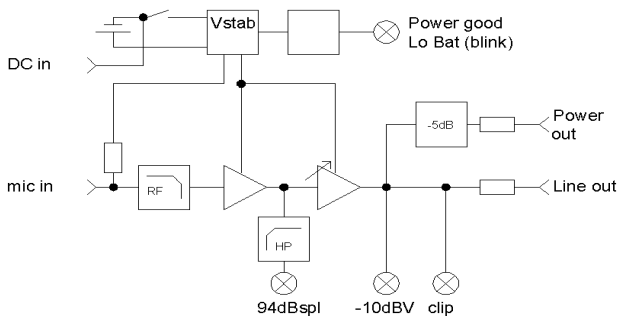 Vstab
Power good
Lo Bat (blink)
DC in
-5dB
Power
out
mic in
RF
Line out
HP
94dBspl
-10dBV
clip